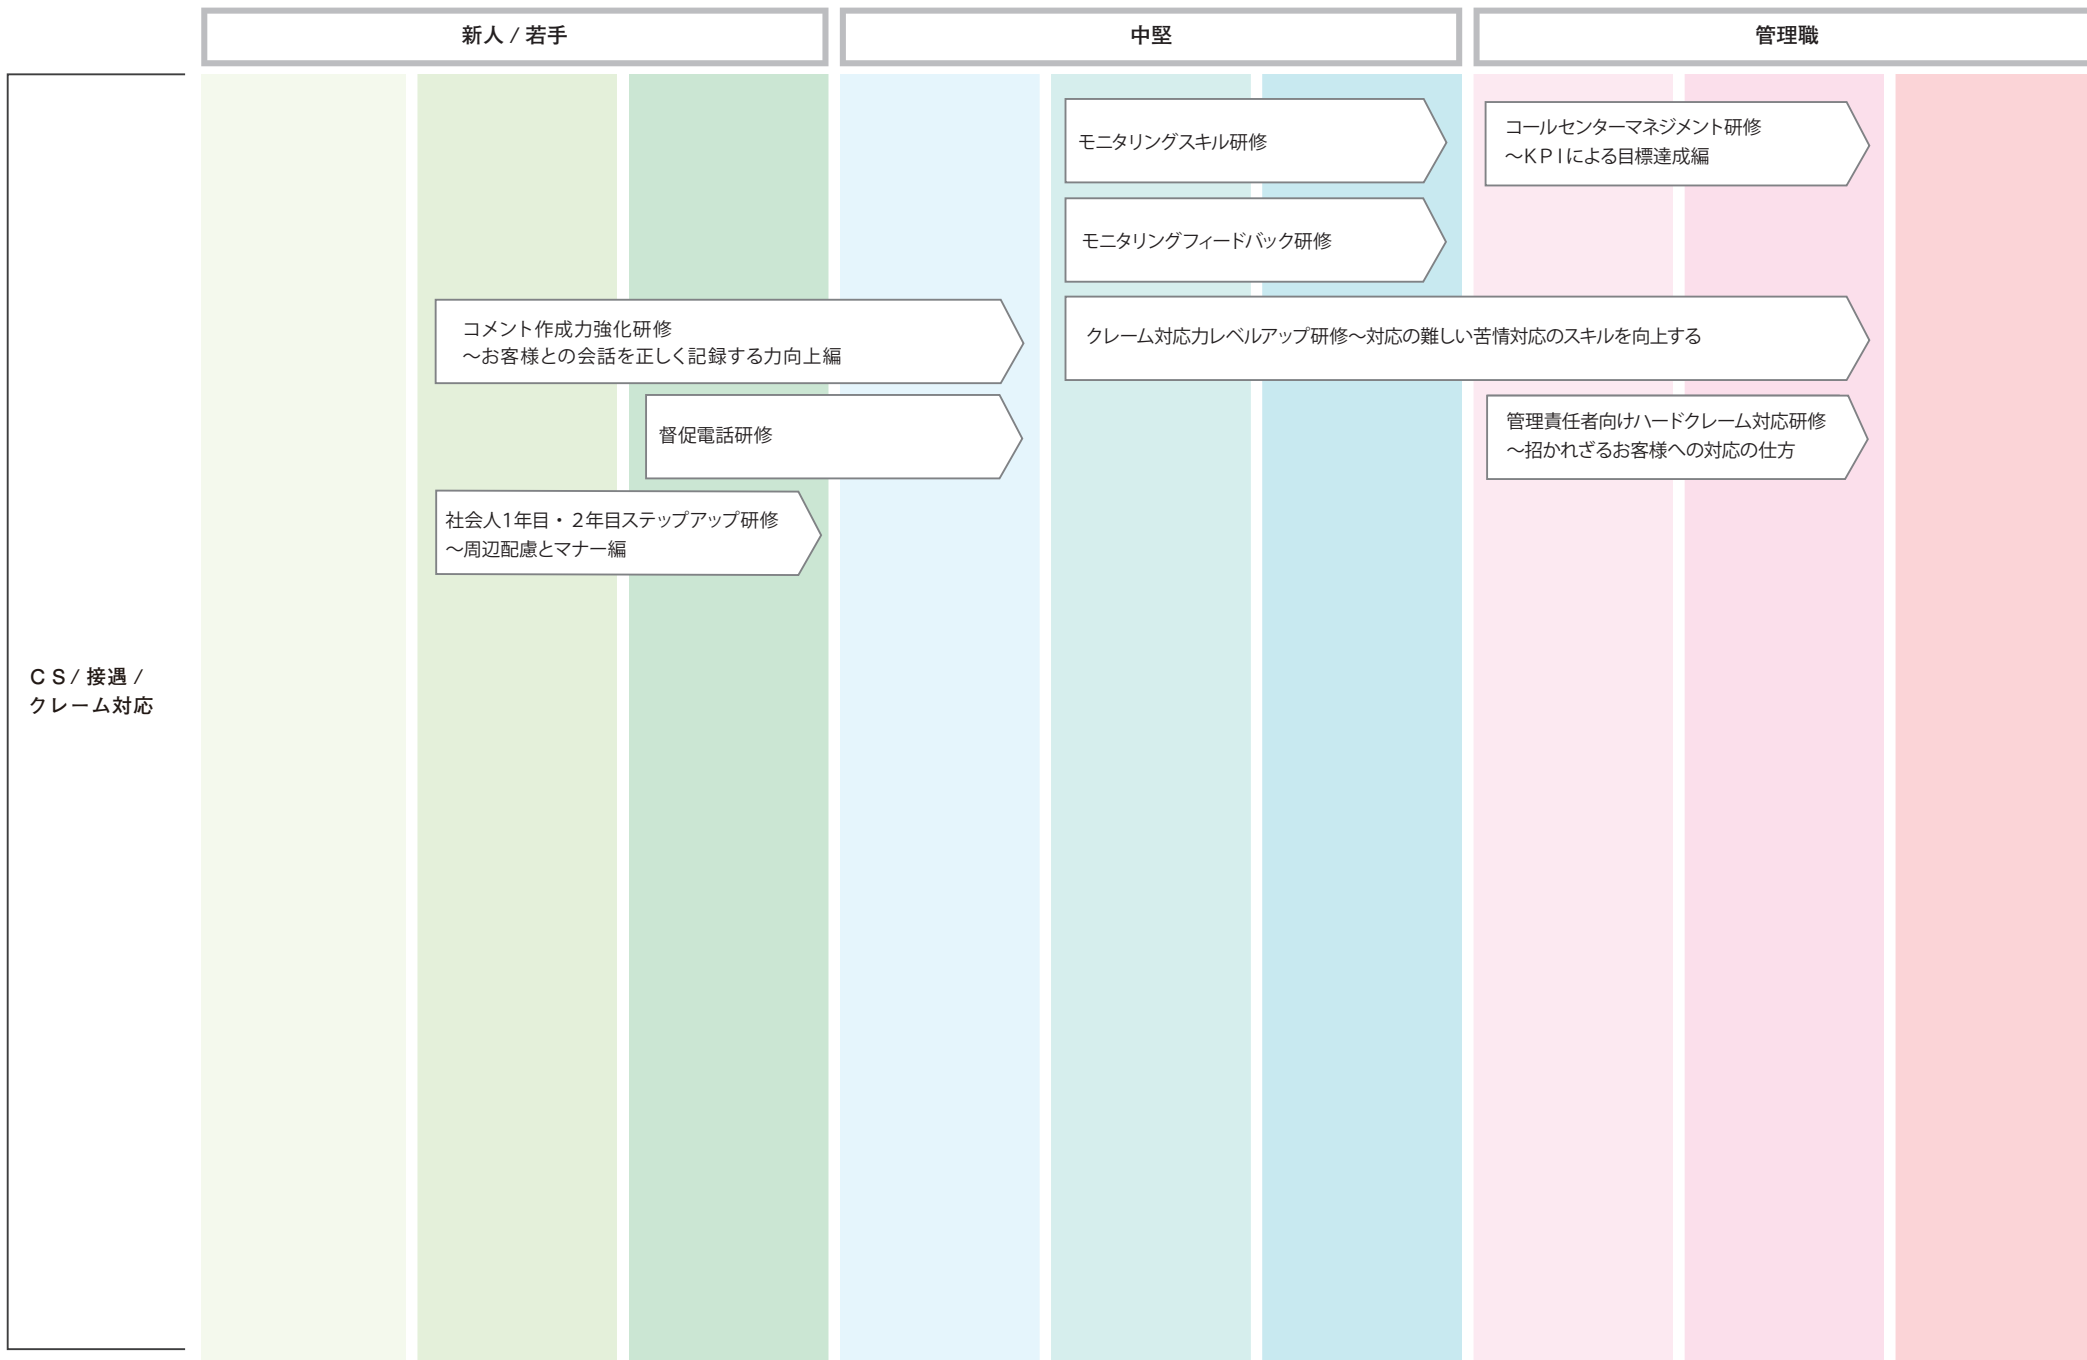 新人 / 若手
中堅
管理職
CS/ 接遇 /
クレーム対応
モニタリングスキル研修
コールセンターマネジメント研修
～KPIによる目標達成編
モニタリングフィードバック研修
コメント作成力強化研修
～お客様との会話を正しく記録する力向上編
クレーム対応力レベルアップ研修～対応の難しい苦情対応のスキルを向上する
督促電話研修
管理責任者向けハードクレーム対応研修
～招かれざるお客様への対応の仕方
社会人1年目・2年目ステップアップ研修
～周辺配慮とマナー編